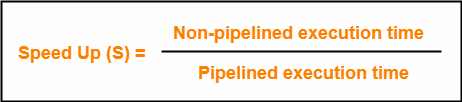 Non-pipelined execution time
Speed Up (S) =
Pipelined execution time